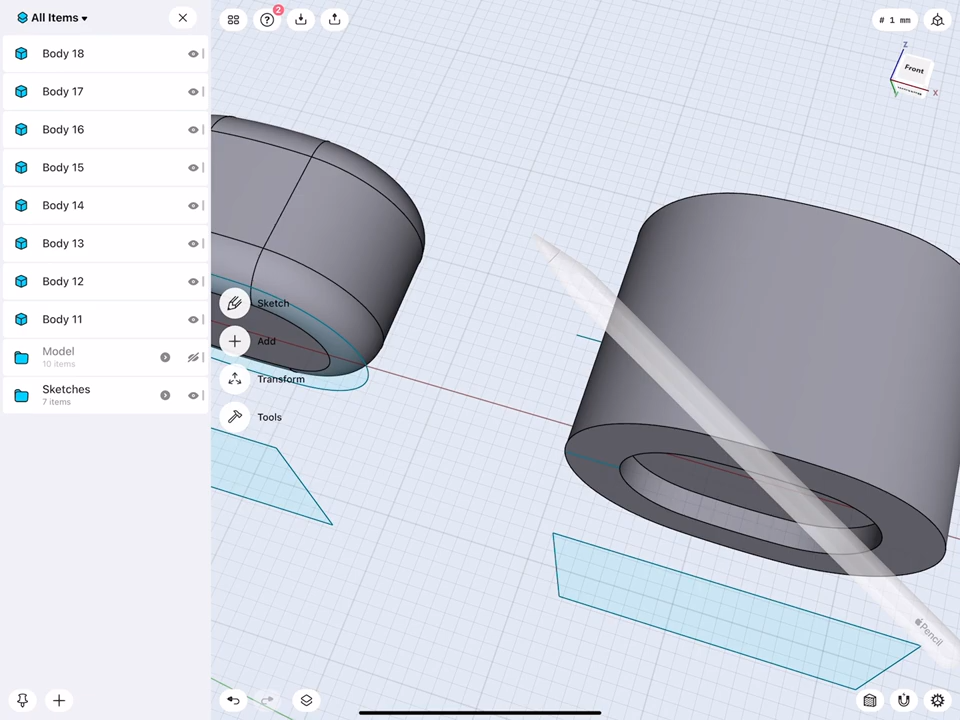 All Items
Body 18
Body 17
Body 16
Body 15
Body 14
Body 13
Body 12
Body 11
Model
10 items
Sketches
7 items
2
# 1 mm
Z
Front
X
Y
Sketch
Add
Transform
Tools
Pencil